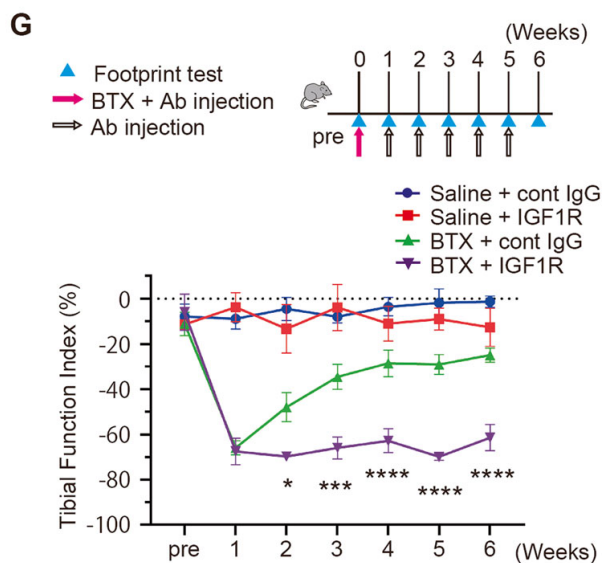 G
(Weeks)
0 1 2 3 4 5 6
Footprint test
BTX + Ab injection
Ab injection
pre
Saline + cont IgG
Saline + IGF1R
BTX + cont IgG
BTX + IGF1R
Tibial Function Index (%)
0
-20
-40
-60
-80
-100
* *** **** **** ****
pre 1 2 3 4 5 6 (Weeks)